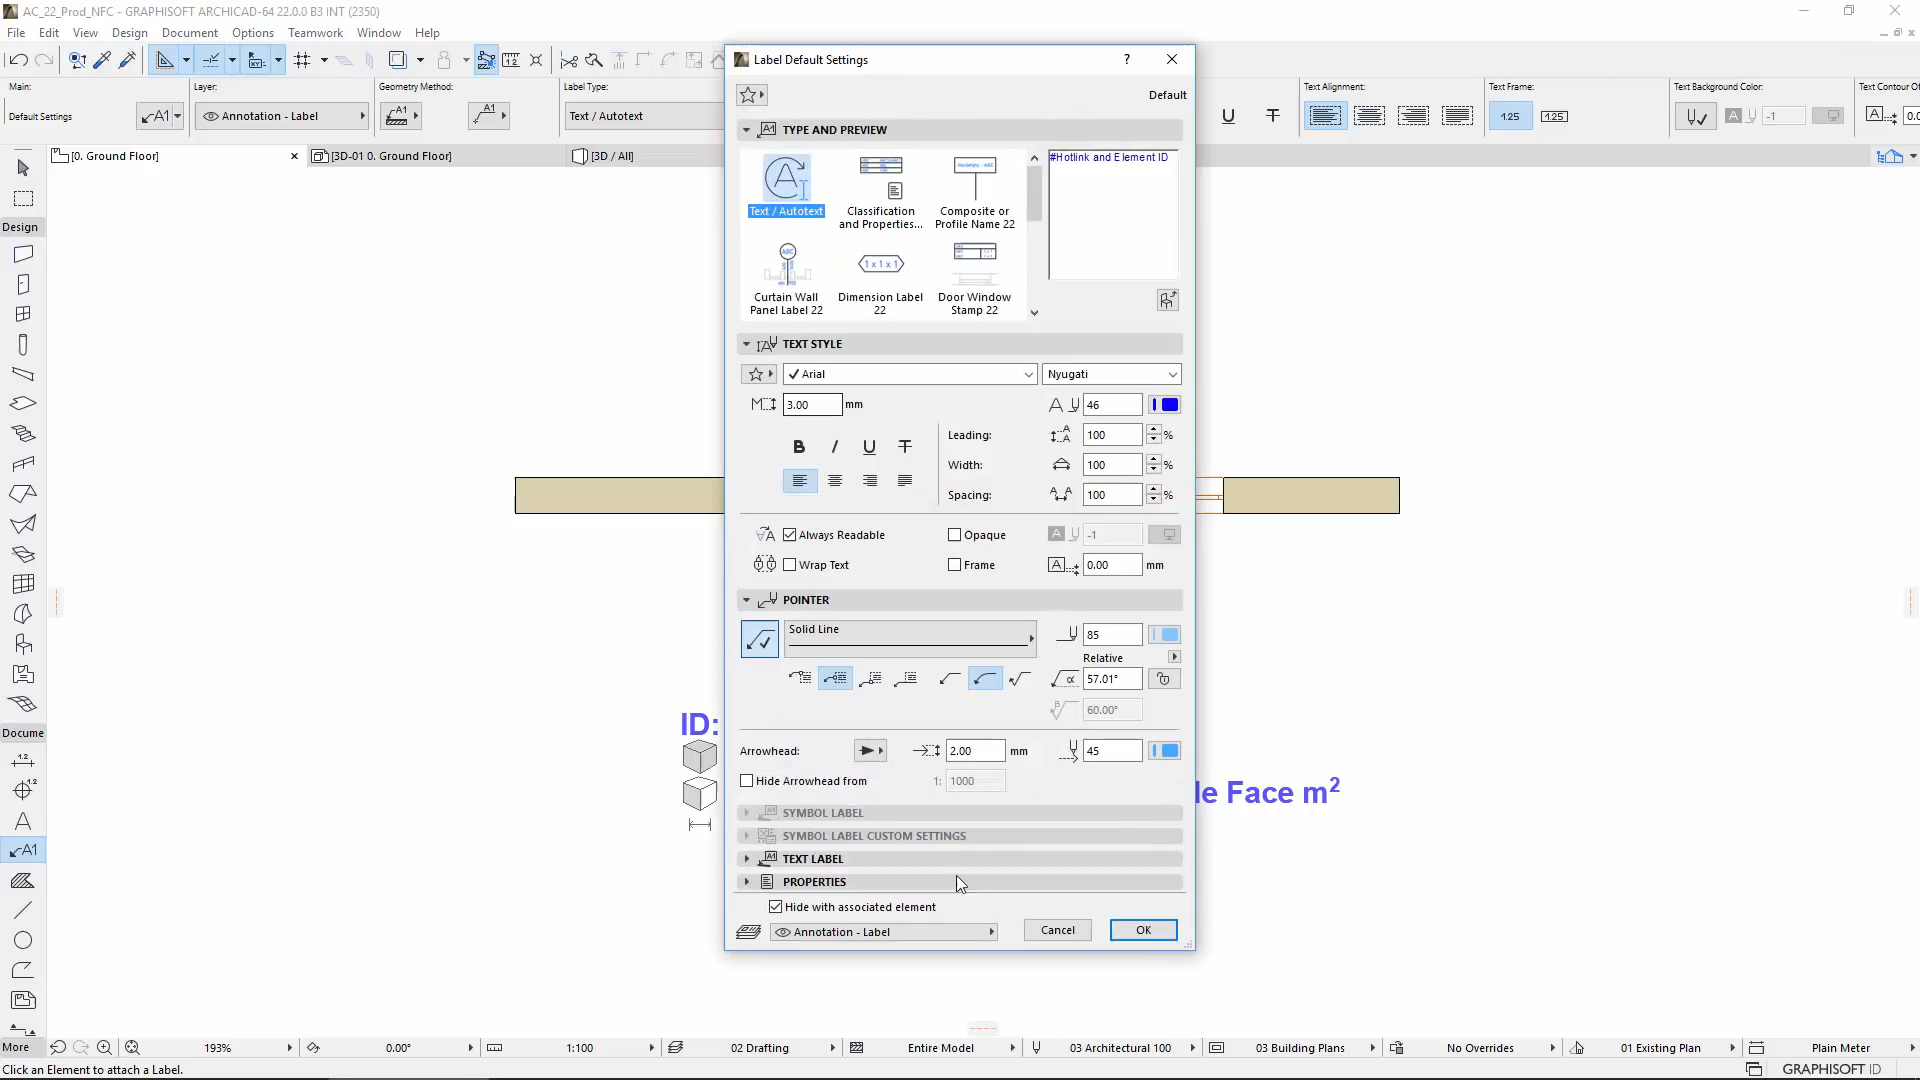 AC_22_Prod_NFC - GRAPHISOFT ARCHICAD-64 22.0.0 B3 INT (2350)
File Edit View Design Document Options Teamwork Window Help
Main:
Default Settings
Layer:
Annotation - Label
Geometry Method:
Label Type:
Text / Autotext
Text Alignment:
Text Frame:
Text Background Color:
-1
Text Contour Of
[0. Ground Floor]
[3D-01 0. Ground Floor]
[3D / All]
Design
Docume
More
Label Default Settings
?
Default
TYPE AND PREVIEW
Text / Autotext
Classification and Properties...
Composite or Profile Name 22
Curtain Wall Panel Label 22
Dimension Label 22
Door Window Stamp 22
#Hotlink and Element ID
TEXT STYLE
Arial
Nyugati
3.00 mm
46
B I U T
Leading: 100 %
Width: 100 %
Spacing: 100 %
Always Readable
Opaque
-1
Wrap Text
Frame
0.00 mm
POINTER
Solid Line
85
Relative
57.01°
60.00°
Arrowhead:
2.00 mm
45
Hide Arrowhead from
1: 1000
SYMBOL LABEL
SYMBOL LABEL CUSTOM SETTINGS
TEXT LABEL
PROPERTIES
Hide with associated element
Annotation - Label
Cancel
OK
ID:
le Face m²
193%
0.00°
1:100
02 Drafting
Entire Model
03 Architectural 100
03 Building Plans
No Overrides
01 Existing Plan
Plain Meter
Click an Element to attach a Label.
GRAPHISOFT ID